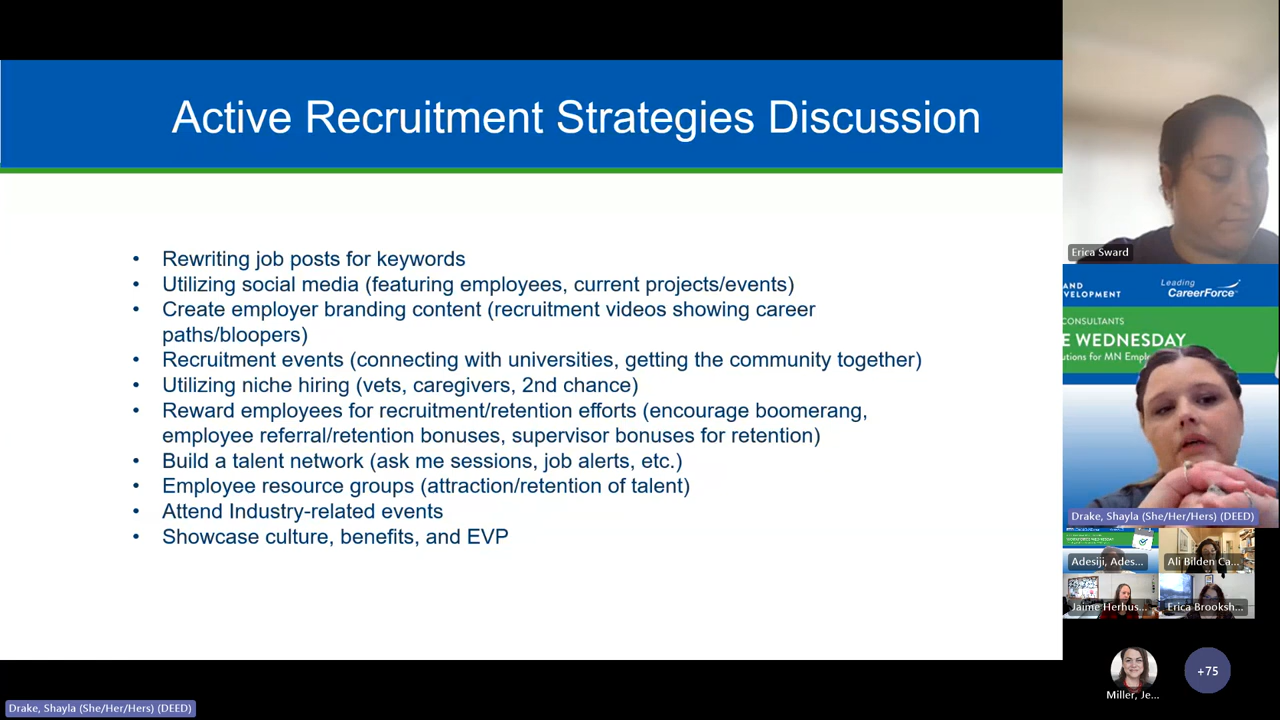 Active Recruitment Strategies Discussion
• Rewriting job posts for keywords
• Utilizing social media (featuring employees, current projects/events)
• Create employer branding content (recruitment videos showing career
paths/bloopers)
• Recruitment events (connecting with universities, getting the community together)
• Utilizing niche hiring (vets, caregivers, 2nd chance)
• Reward employees for recruitment/retention efforts (encourage boomerang,
employee referral/retention bonuses, supervisor bonuses for retention)
• Build a talent network (ask me sessions, job alerts, etc.)
• Employee resource groups (attraction/retention of talent)
• Attend Industry-related events
• Showcase culture, benefits, and EVP
Erica Sward
AND
VELOPMENT
Leading
CareerForce
CONSULTANTS
E WEDNESDAY
utions for MN Empl
Drake, Shayla (She/Her/Hers) (DEED)
Adesiji, Ades...
Ali Bilden Ca...
Jaime Herhus...
Erica Brooksh...
Miller, Je...
+75
Drake, Shayla (She/Her/Hers) (DEED)